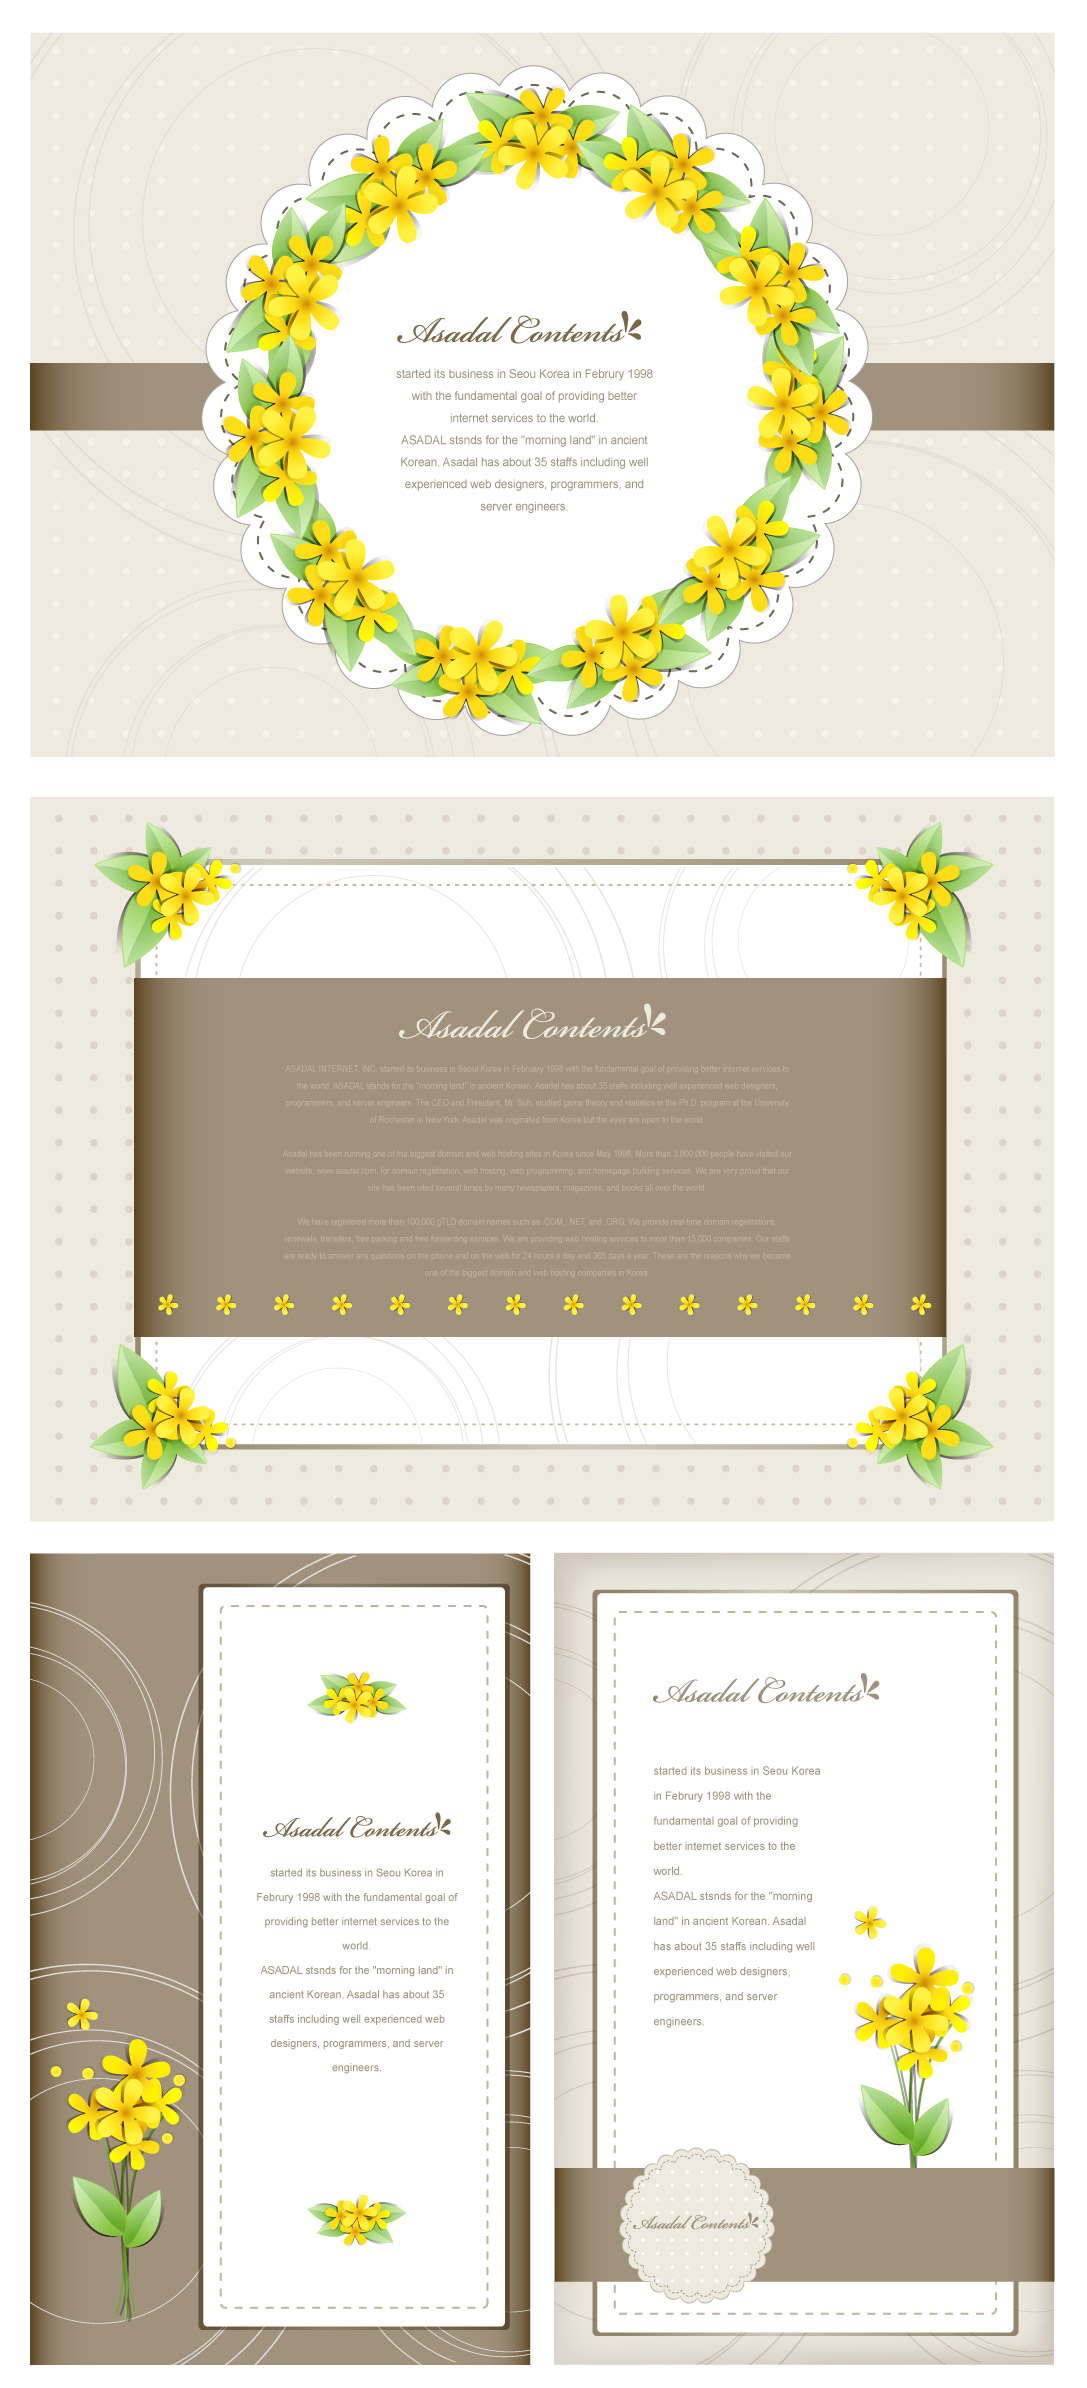 Asadal Contents
started its business in Seou Korea in Februry 1998
with the fundamental goal of providing better
internet services to the world.
ASADAL stsnds for the "morning land" in ancient
Korean. Asadal has about 35 staffs including well
experienced web designers, programmers, and
server engineers.
Asadal Contents
ASADAL INTERNET, INC. started its business in Seoul Korea in February 1998 with the fundamental goal of providing better internet services to
the world. ASADAL stands for the "morning land" in ancient Korean. Asadal has about 35 staffs including well experienced web designers,
programmers, and server engineers. The CEO and President, Mr. Suh, studied game theory and statistics in the Ph.D. program at the University
of Rochester in New York. Asadal was originated from Korea but the eyes are open to the world
Asadal has been running one of the biggest domain and web hosting sites in Korea since May 1998. More than 3,000,000 people have visited our
website, www.asadal.com, for domain registration, web hosting, web programming, and homepage building services. We are very proud that our
site has been cited several times by many newspapers, magazines, and books all over the world
We have registered more than 100,000 gTLD domain names such as .COM, .NET, and .ORG. We provide real-time domain registrations,
renewals, transfers, free parking and free forwarding services. We are providing web hosting services to more than 15,000 companies. Our staffs
are ready to answer any questions on the phone and on the web for 24 hours a day and 365 days a year. These are the reasons why we became
one of the biggest domain and web hosting companies in Korea
Asadal Contents
started its business in Seou Korea in
Februry 1998 with the fundamental goal of
providing better internet services to the
world.
ASADAL stsnds for the "morning land" in
ancient Korean. Asadal has about 35
staffs including well experienced web
designers, programmers, and server
engineers.
Asadal Contents
started its business in Seou Korea
in Februry 1998 with the
fundamental goal of providing
better internet services to the
world.
ASADAL stsnds for the "morning
land" in ancient Korean. Asadal
has about 35 staffs including well
experienced web designers,
programmers, and server
engineers.
Asadal Contents